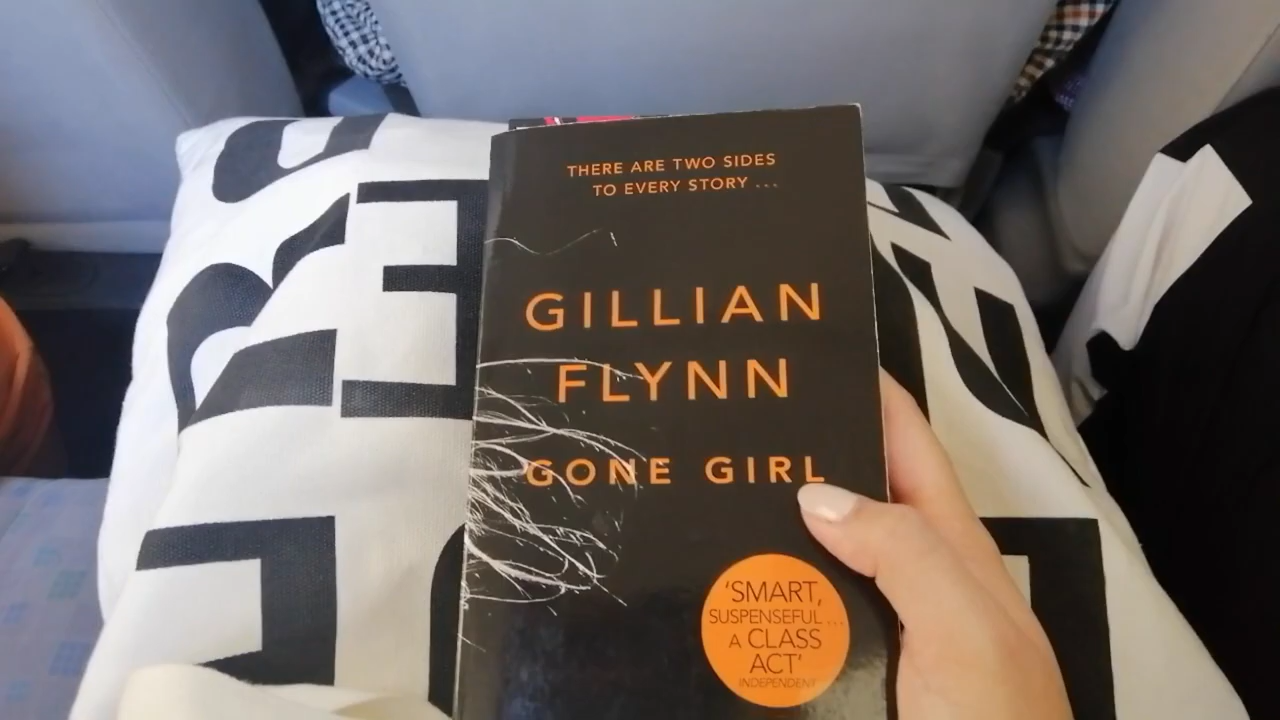 THERE ARE TWO SIDES
TO EVERY STORY ...
GILLIAN
FLYNN
GONE GIRL
'SMART,
SUSPENSEFUL ...
A CLASS
ACT'
INDEPENDENT